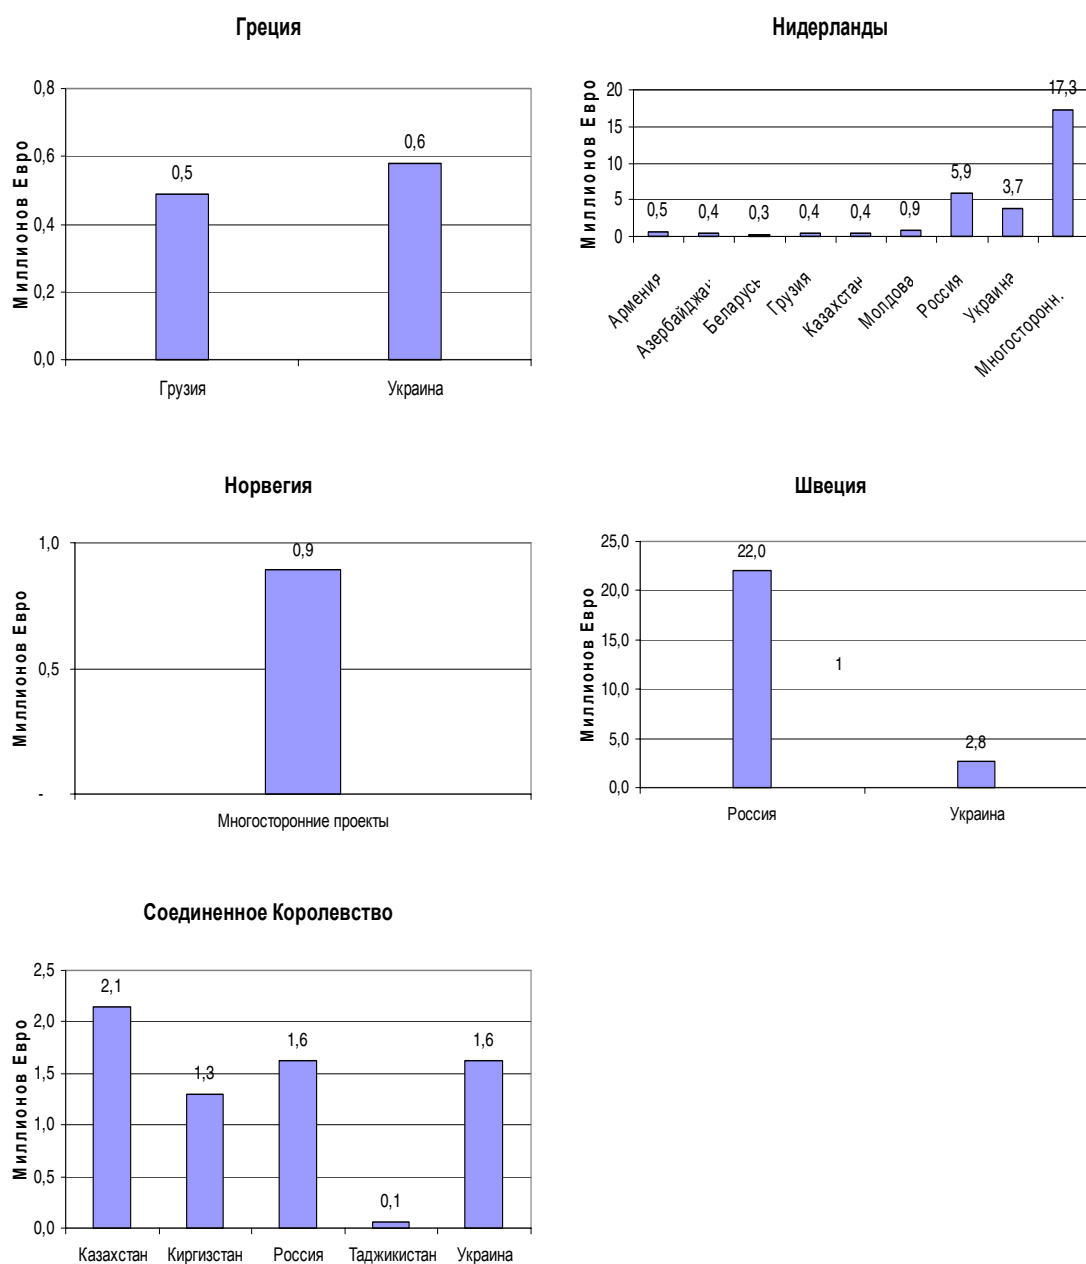 Греция
Миллионов Евро
0,8
0,6
0,4
0,2
0,0
0,5
0,6
Грузия
Украина
Нидерланды
Миллионов Евро
20
15
10
5
0
0,5
0,4
0,3
0,4
0,4
0,9
5,9
3,7
17,3
Армения
Азербайджан
Беларусь
Грузия
Казахстан
Молдова
Россия
Украина
Многосторонн.
Норвегия
Миллионов Евро
1,0
0,5
-
0,9
Многосторонние проекты
Швеция
Миллионов Евро
25,0
20,0
15,0
10,0
5,0
0,0
22,0
1
2,8
Россия
Украина
Соединенное Королевство
Миллионов Евро
2,5
2,0
1,5
1,0
0,5
0,0
2,1
1,3
1,6
0,1
1,6
Казахстан
Киргизстан
Россия
Таджикистан
Украина